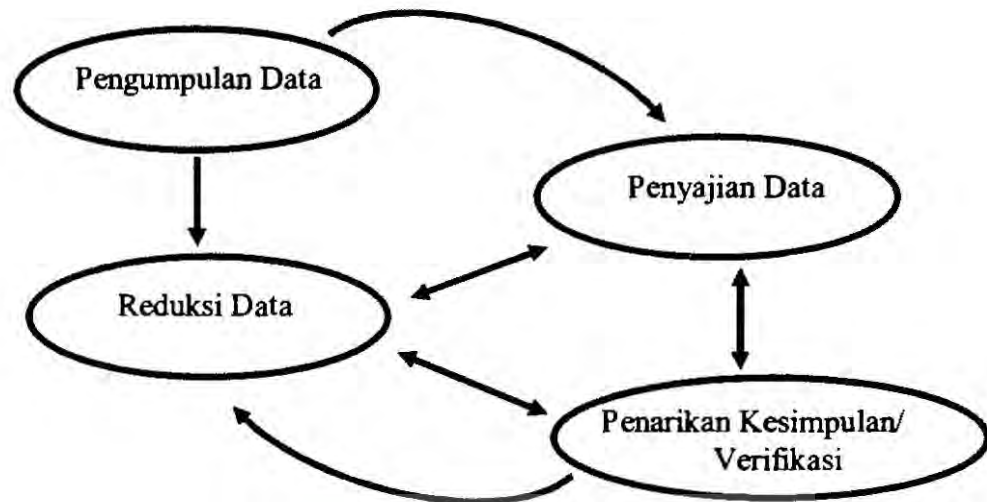 Pengumpulan Data
Penyajian Data
Reduksi Data
Penarikan Kesimpulan/
Verifikasi